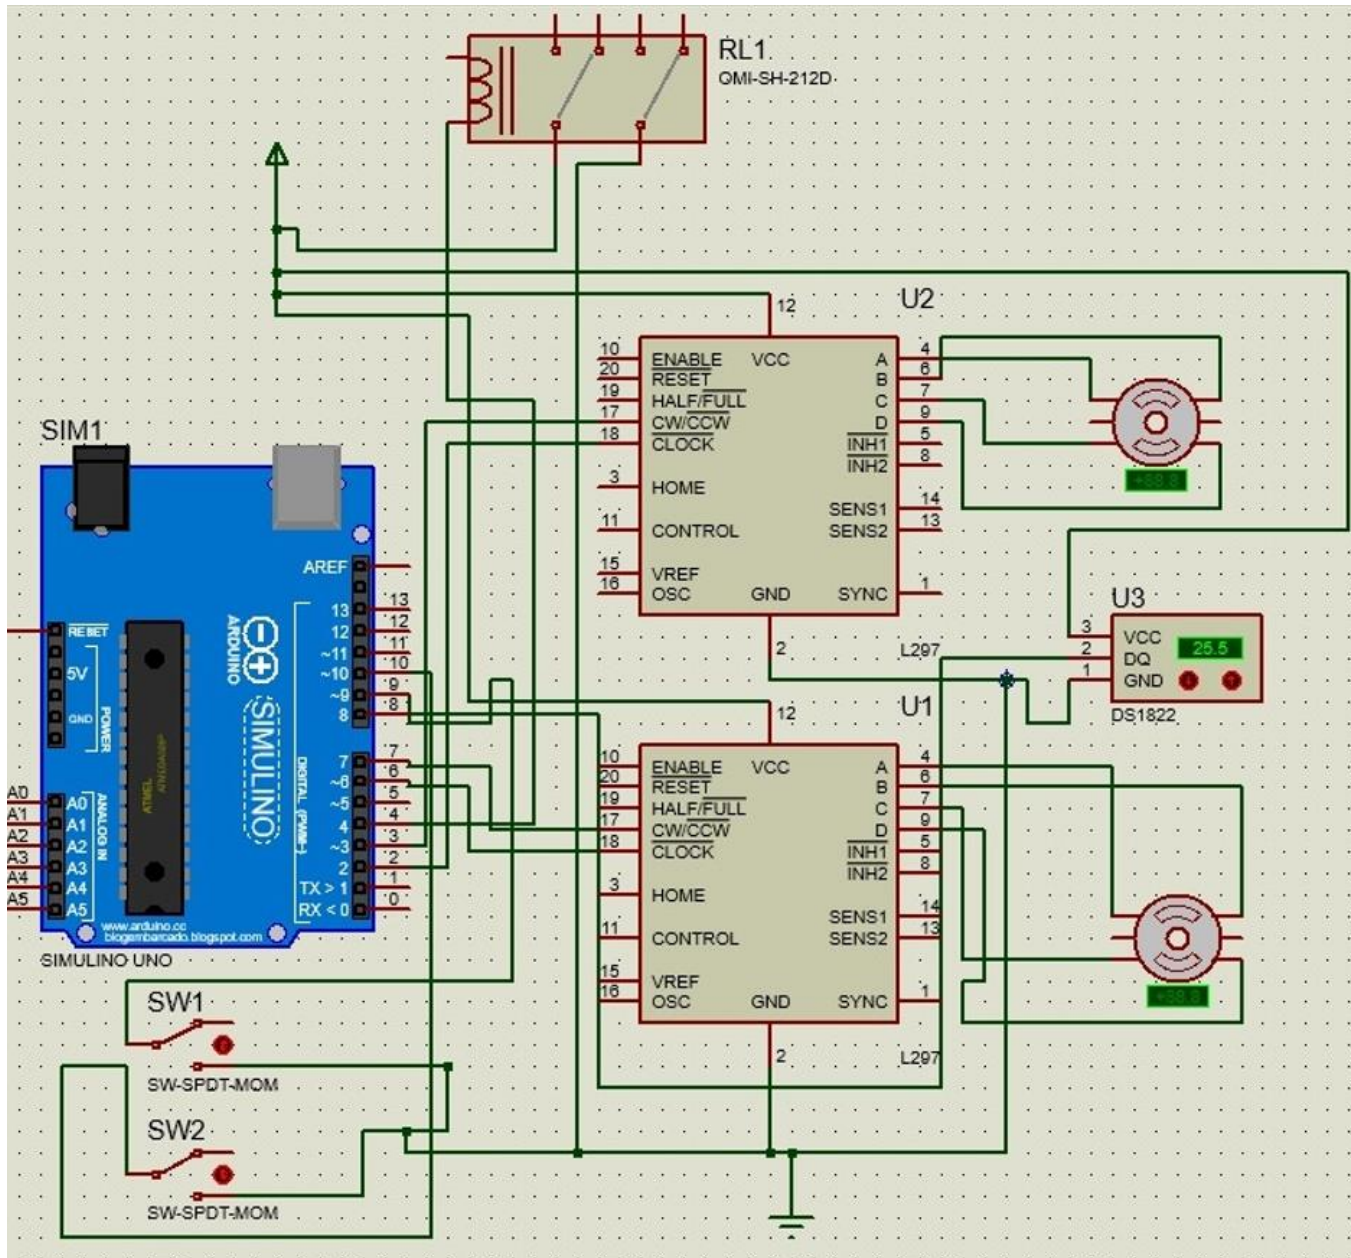 RL1
QMI-SH-212D
U2
12
10 ENABLE VCC A 4
20 RESET B 6
19 HALF/FULL C 7
17 CW/CCW D 9
18 CLOCK INH1 5
INH2 8
3 HOME
SENS1 14
11 CONTROL SENS2 13
15 VREF
16 OSC GND SYNC 1
2
L297
SIM1
AREF
13 13
12 12
~11 11
~10 10
~9 9
8 8
7 7
~6 6
~5 5
4 4
~3 3
2 2
TX > 1 1
RX < 0 0
RESET
5V
GND
POWER
A0 A0
A1 A1
A2 A2
A3 A3
A4 A4
A5 A5
ANALOG IN
ATMEL
ARDUINO
SIMULINO
DIGITAL (PWM~)
www.arduino.cc
blogembarcado.blogspot.com
SIMULINO UNO
U3
3 VCC
25.5
2 DQ
1 GND
DS1822
U1
12
10 ENABLE VCC A 4
20 RESET B 6
19 HALF/FULL C 7
17 CW/CCW D 9
18 CLOCK INH1 5
INH2 8
3 HOME
SENS1 14
11 CONTROL SENS2 13
15 VREF
16 OSC GND SYNC 1
2
L297
+88.8
+88.8
SW1
SW-SPDT-MOM
SW2
SW-SPDT-MOM